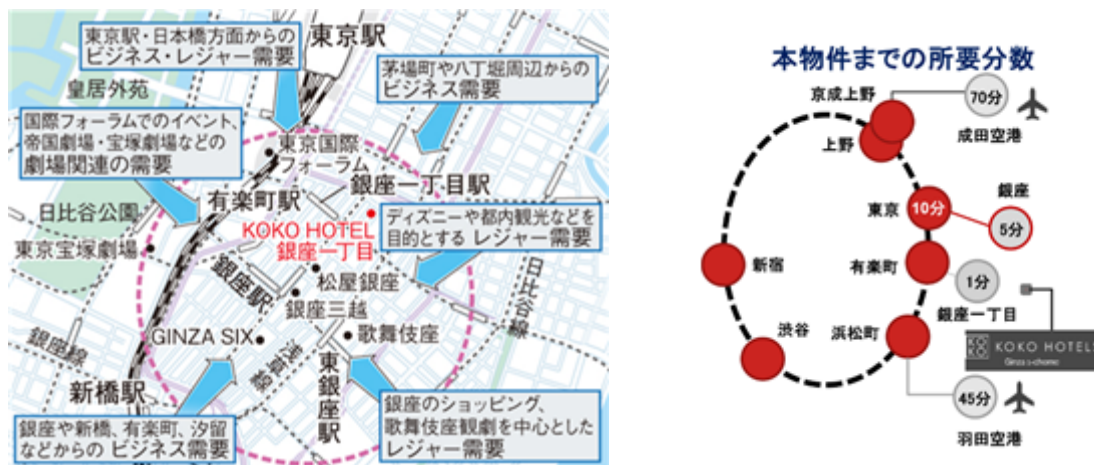 東京駅・日本橋方面からの
ビジネス・レジャー需要
東京駅
茅場町や八丁堀周辺からの
ビジネス需要
皇居外苑
国際フォーラムでのイベント、
帝国劇場・宝塚劇場などの
劇場関連の需要
東京国際
フォーラム
銀座一丁目駅
有楽町駅
日比谷公園
KOKO HOTEL
銀座一丁目
ディズニーや都内観光などを
目的とする レジャー需要
東京宝塚劇場
銀座駅
松屋銀座
日比谷線
銀座三越
銀座線
GINZA SIX
浅草線
歌舞伎座
東銀座駅
新橋駅
銀座や新橋、有楽町、汐留
などからの ビジネス需要
銀座のショッピング、
歌舞伎座観劇を中心とした
レジャー需要
本物件までの所要分数
京成上野
70分
成田空港
上野
東京
10分
銀座
5分
新宿
有楽町
1分
銀座一丁目
渋谷
浜松町
KOKO
KOKO HOTELS
Ginza 1-chome
45分
羽田空港